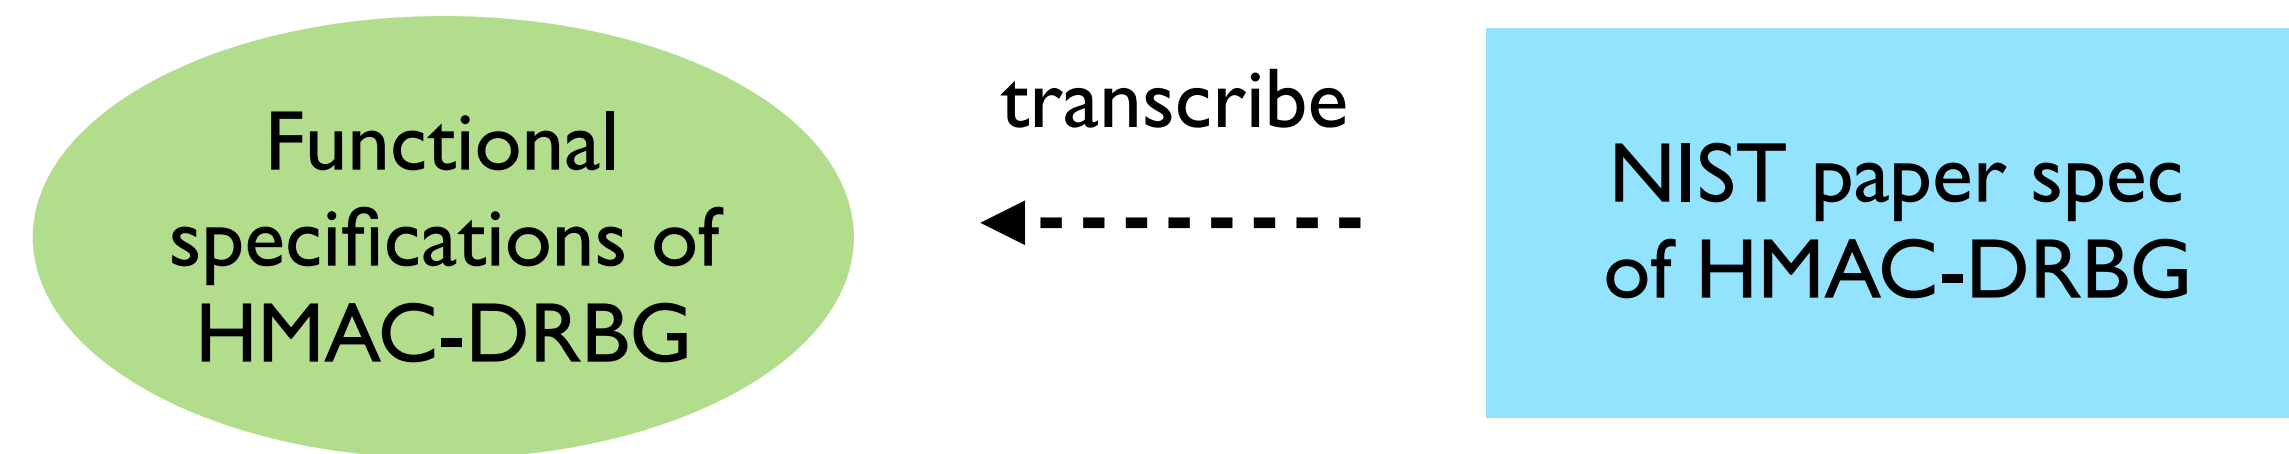 Functional
specifications of
HMAC-DRBG
transcribe
NIST paper spec
of HMAC-DRBG